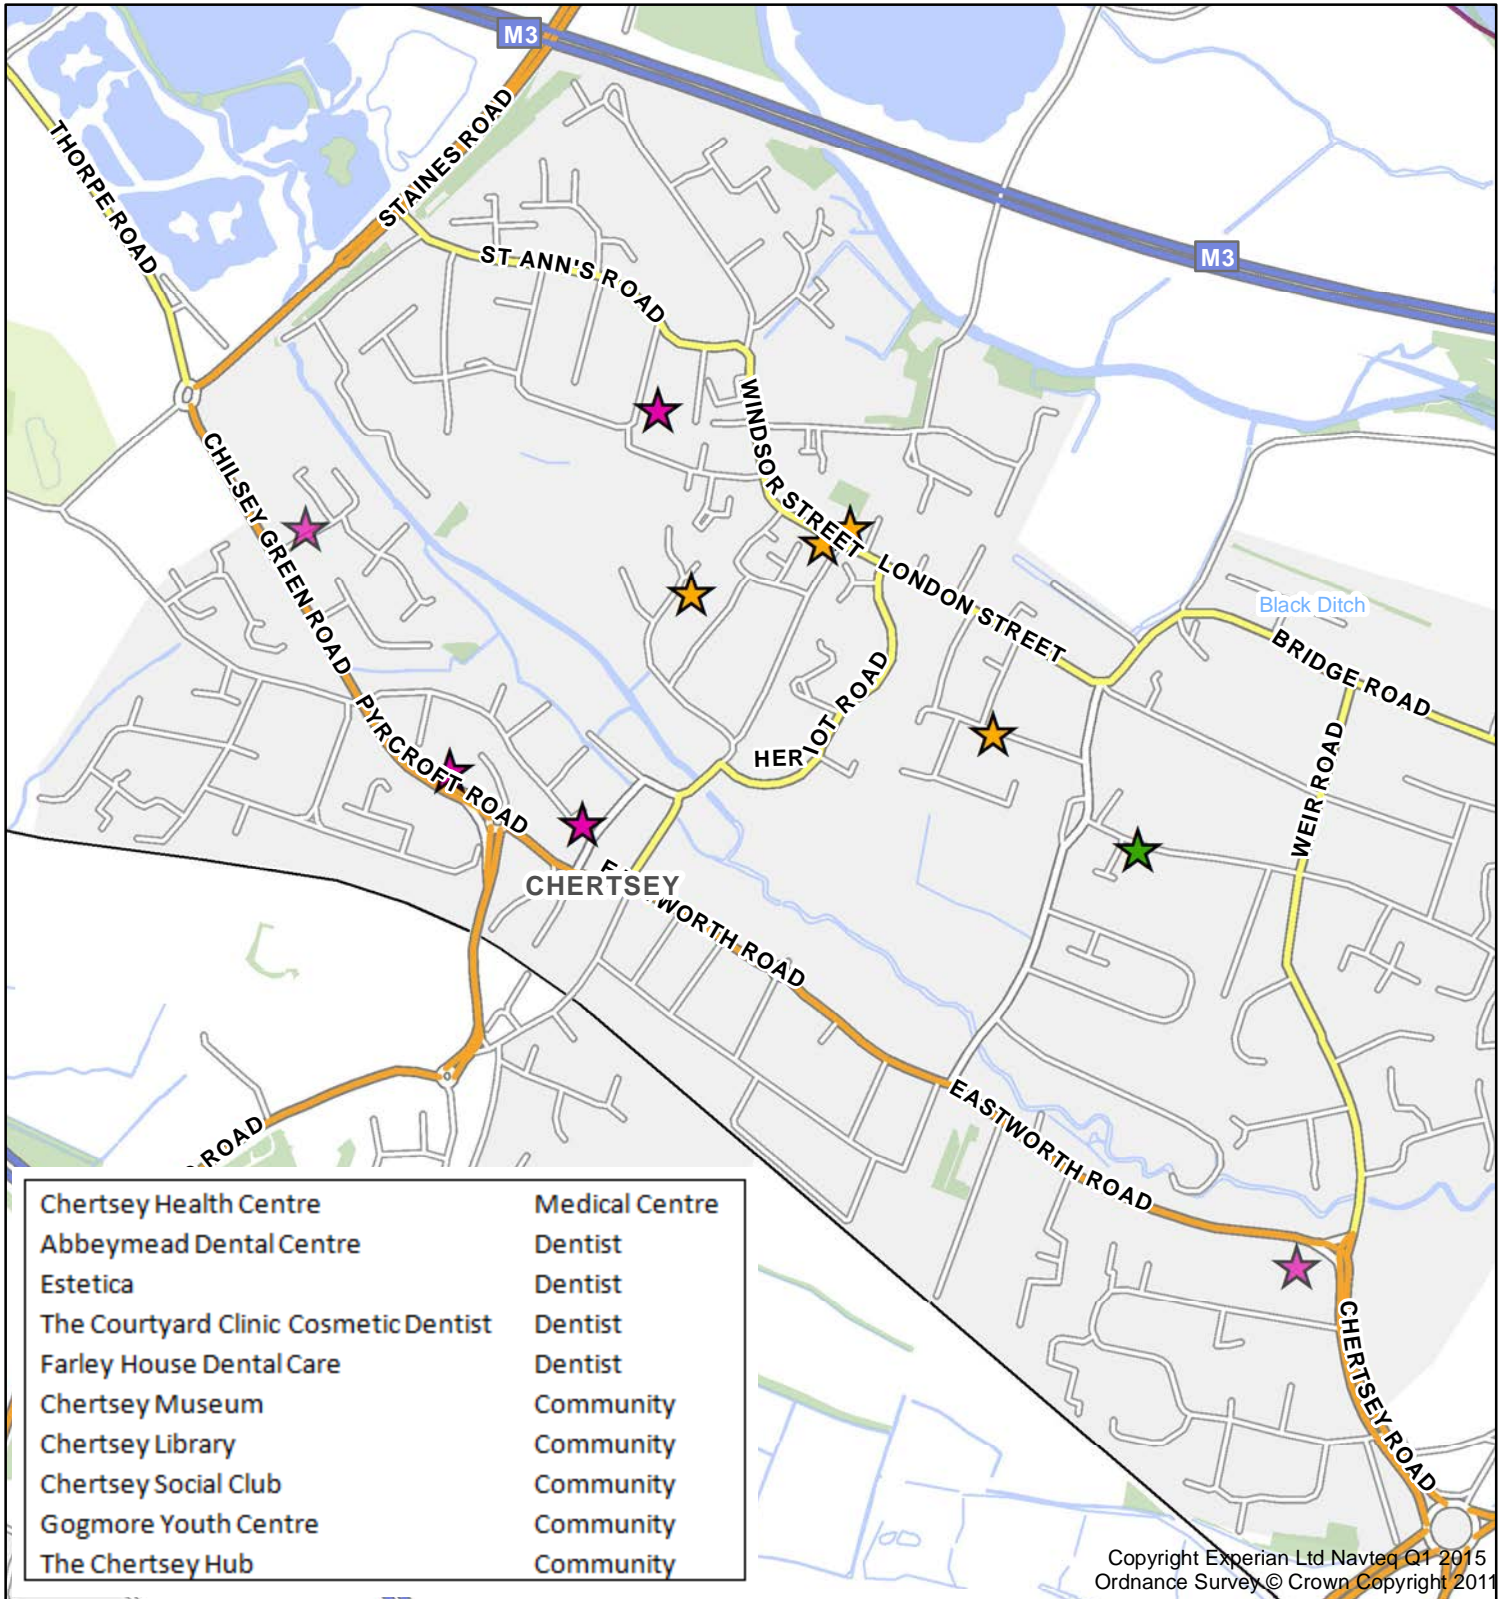 M3
STAINES ROAD
THORPE ROAD
ST ANN'S ROAD
M3
WINDSOR STREET
CHILSEY GREEN ROAD
LONDON STREET
Black Ditch
BRIDGE ROAD
HERIOT ROAD
PYRCROFT ROAD
WEIR ROAD
CHERTSEY
WORTH ROAD
EASTWORTH ROAD
ROAD
CHERTSEY ROAD
Chertsey Health Centre Medical Centre
Abbeymead Dental Centre Dentist
Estetica Dentist
The Courtyard Clinic Cosmetic Dentist Dentist
Farley House Dental Care Dentist
Chertsey Museum Community
Chertsey Library Community
Chertsey Social Club Community
Gogmore Youth Centre Community
The Chertsey Hub Community
Copyright Experian Ltd Navteq Q1 2015
Ordnance Survey © Crown Copyright 2011